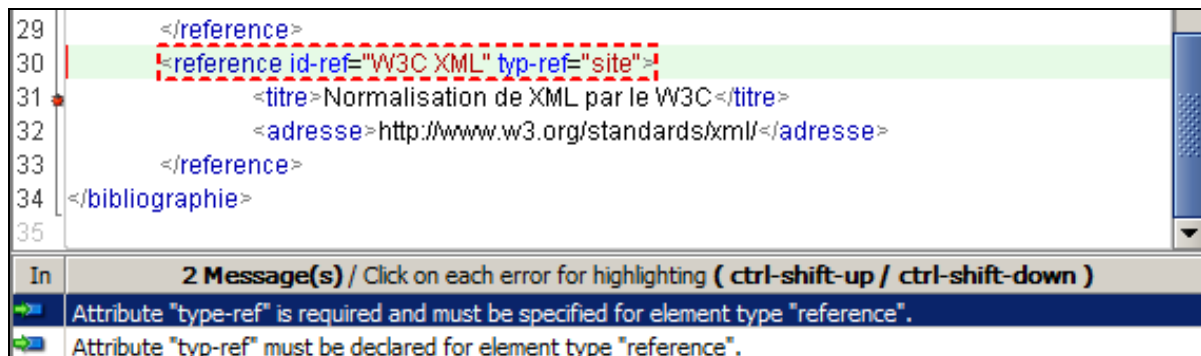 29 </reference>
30 <reference id-ref="W3C XML" typ-ref="site">
31 <titre>Normalisation de XML par le W3C</titre>
32 <adresse>http://www.w3.org/standards/xml/</adresse>
33 </reference>
34 </bibliographie>
35
In 2 Message(s) / Click on each error for highlighting ( ctrl-shift-up / ctrl-shift-down )
Attribute "type-ref" is required and must be specified for element type "reference".
Attribute "typ-ref" must be declared for element type "reference".